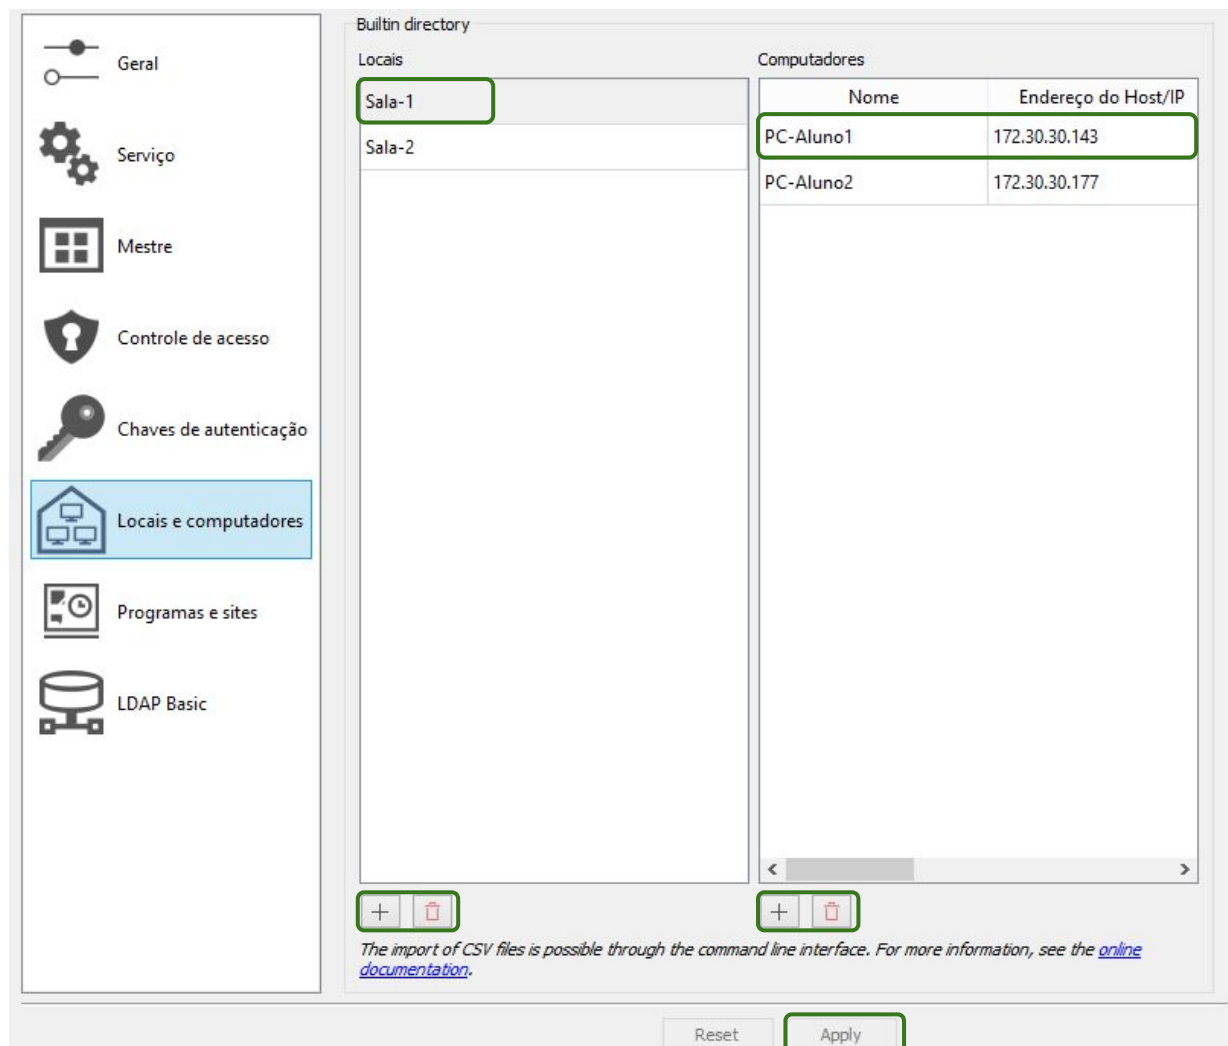 Geral
Serviço
Mestre
Controle de acesso
Chaves de autenticação
Locais e computadores
Programas e sites
LDAP Basic
Builtin directory
Locais
Sala-1
Sala-2
Computadores
Nome Endereço do Host/IP
PC-Aluno1 172.30.30.143
PC-Aluno2 172.30.30.177
The import of CSV files is possible through the command line interface. For more information, see the online
documentation.
Reset Apply